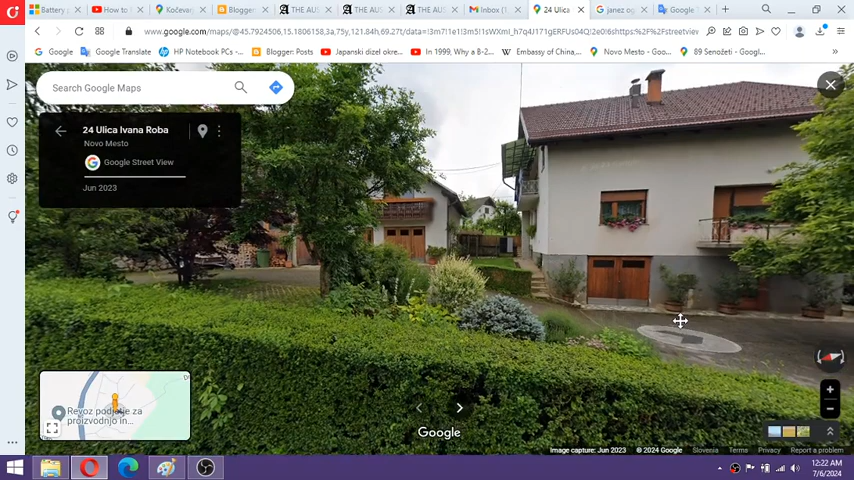 Battery p
How to
Kočevar
Blogger:
THE AUS
THE AUS
THE AUS
Gmail
Inbox (1
24 Ulica
janez og
Google T
www.google.com/maps/@45.7924506,15.1806158,3a,75y,121.84h,69.27t/data=!3m7!1e1!3m5!1sWXmI_h7q4J171gERFUs04Q!2e0!6shttps:%2F%2Fstreetview
Google
Google Translate
HP Notebook PCs -...
Blogger: Posts
Japanski dizel okre...
In 1999, Why a B-2...
Embassy of China,...
Novo Mesto - Goo...
89 Senožeti - Goog...
Search Google Maps
24 Ulica Ivana Roba
Novo Mesto
Google Street View
Jun 2023
Revoz podjetje za
proizvodnjo in...
Google
Image capture: Jun 2023 © 2024 Google Slovenia Terms Privacy Report a problem
12:22 AM
7/6/2024